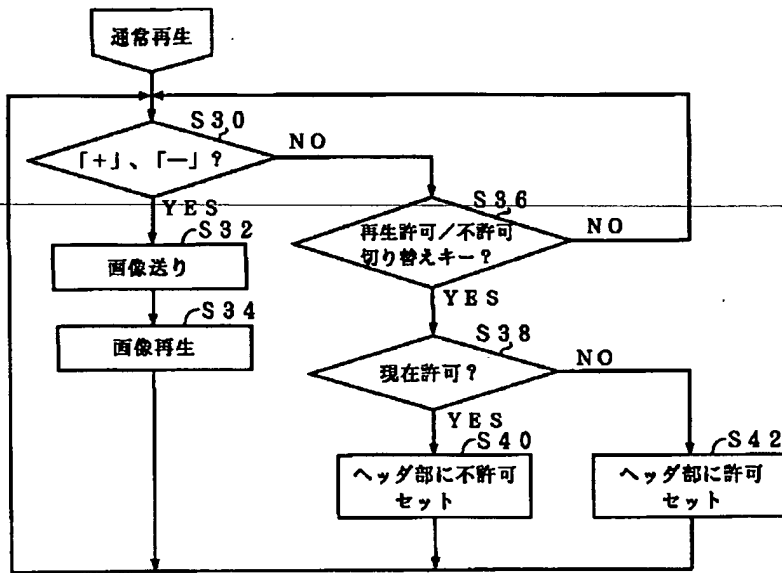 通常再生
S30
「+」、「−」?
NO
YES
S32
画像送り
S34
画像再生
S36
再生許可/不許可
切り替えキー?
NO
YES
S38
現在許可?
NO
YES
S40
ヘッダ部に不許可
セット
S42
ヘッダ部に許可
セット